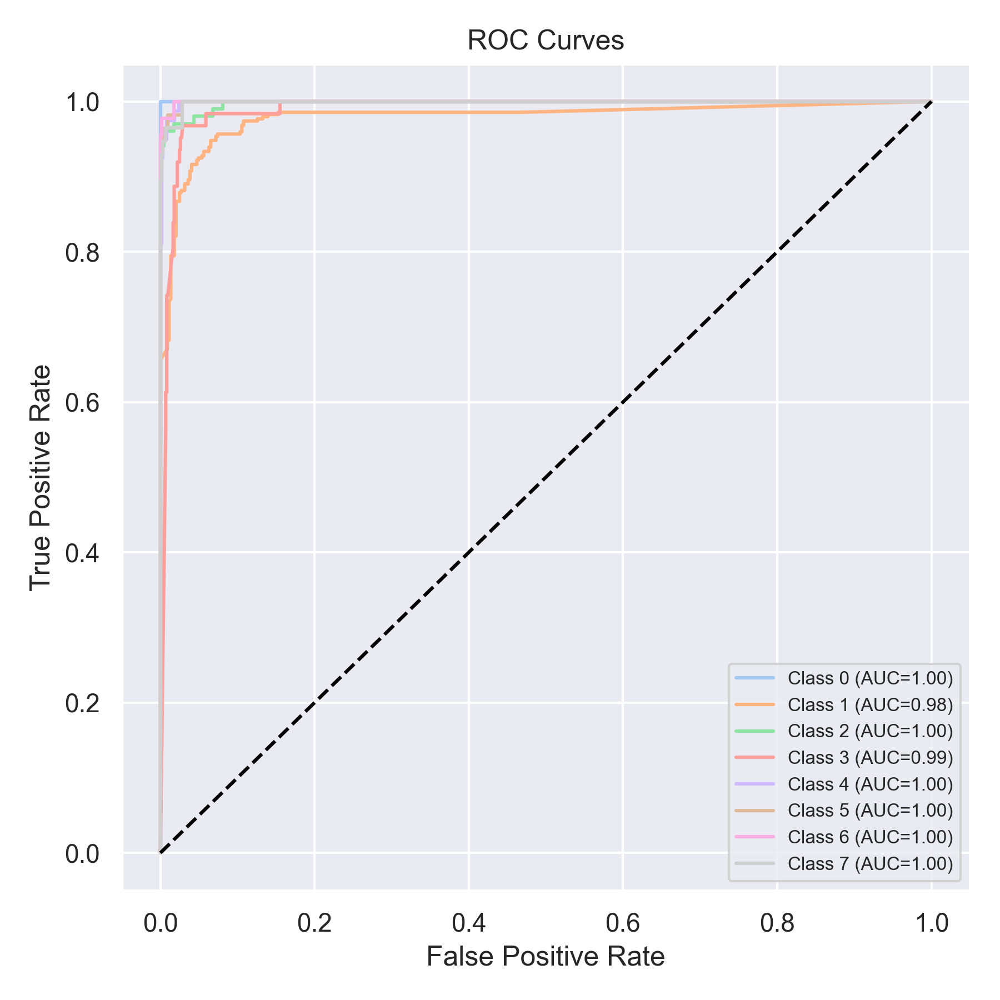 ROC Curves
1.0
0.8
0.6
0.4
0.2
0.0
True Positive Rate
0.0 0.2 0.4 0.6 0.8 1.0
False Positive Rate
Class 0 (AUC=1.00)
Class 1 (AUC=0.98)
Class 2 (AUC=1.00)
Class 3 (AUC=0.99)
Class 4 (AUC=1.00)
Class 5 (AUC=1.00)
Class 6 (AUC=1.00)
Class 7 (AUC=1.00)